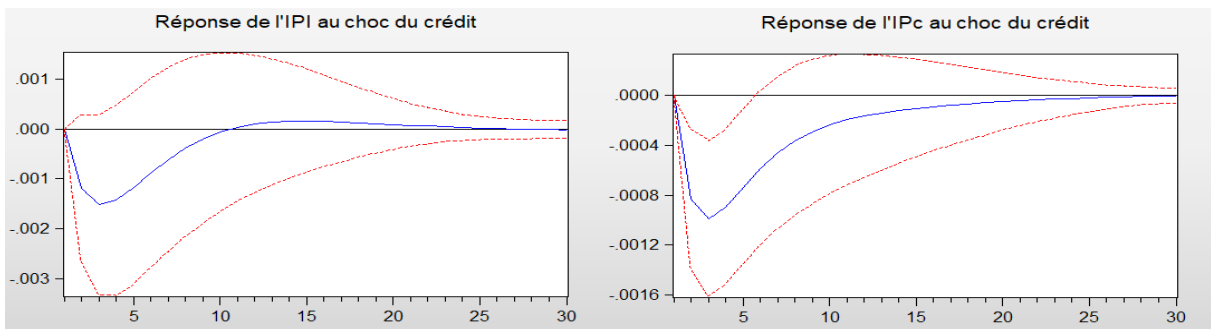 Réponse de l'IPI au choc du crédit
.001
.000
-.001
-.002
-.003
5 10 15 20 25 30
Réponse de l'IPc au choc du crédit
.0000
-.0004
-.0008
-.0012
-.0016
5 10 15 20 25 30